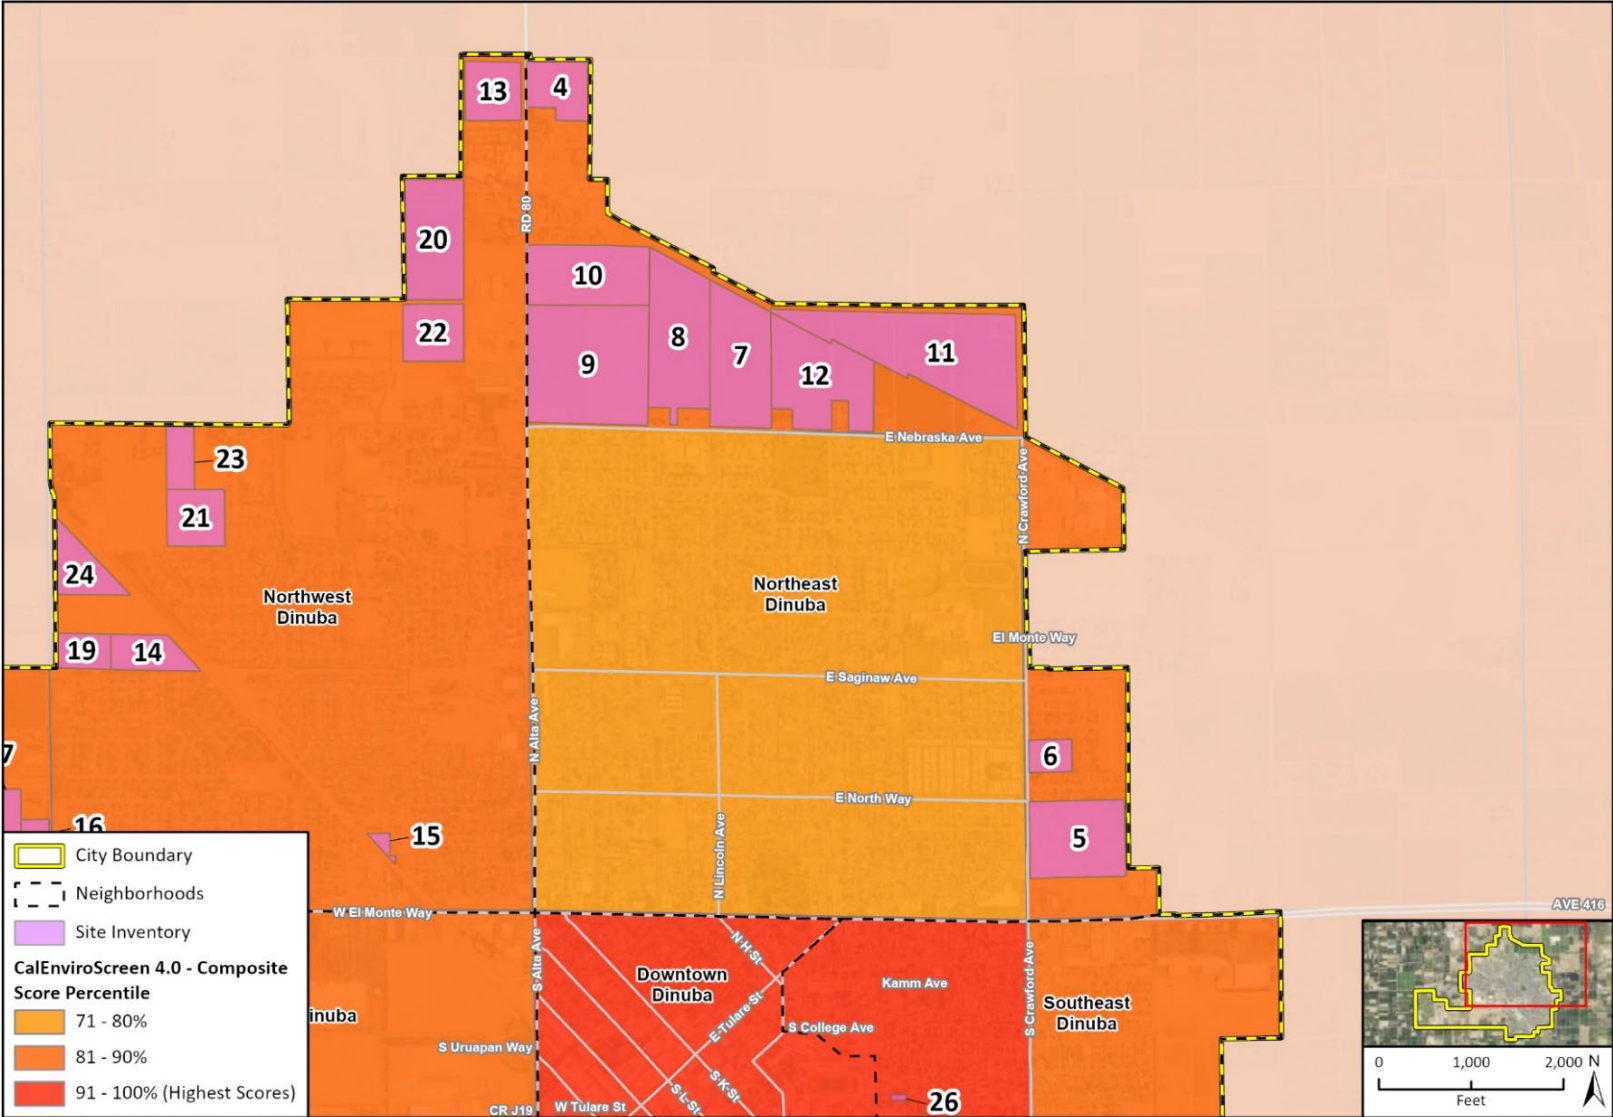 13
4
RD 80
20
10
22
8
7
11
9
12
E Nebraska Ave
23
N Crawford Ave
21
24
Northwest
Dinuba
Northeast
Dinuba
El Monte Way
19
14
E Saginaw Ave
N Alta Ave
7
6
E North Way
16
15
N Lincoln Ave
5
W El Monte Way
AVE 416
S Alta Ave
N H St
Downtown
Dinuba
Kamm Ave
S Crawford Ave
Southeast
Dinuba
inuba
E Tulare St
S College Ave
S Uruapan Way
S K St
S L St
26
CR J19
W Tulare St
City Boundary
Neighborhoods
Site Inventory
CalEnviroScreen 4.0 - Composite
Score Percentile
71 - 80%
81 - 90%
91 - 100% (Highest Scores)
0 1,000 2,000 N
Feet